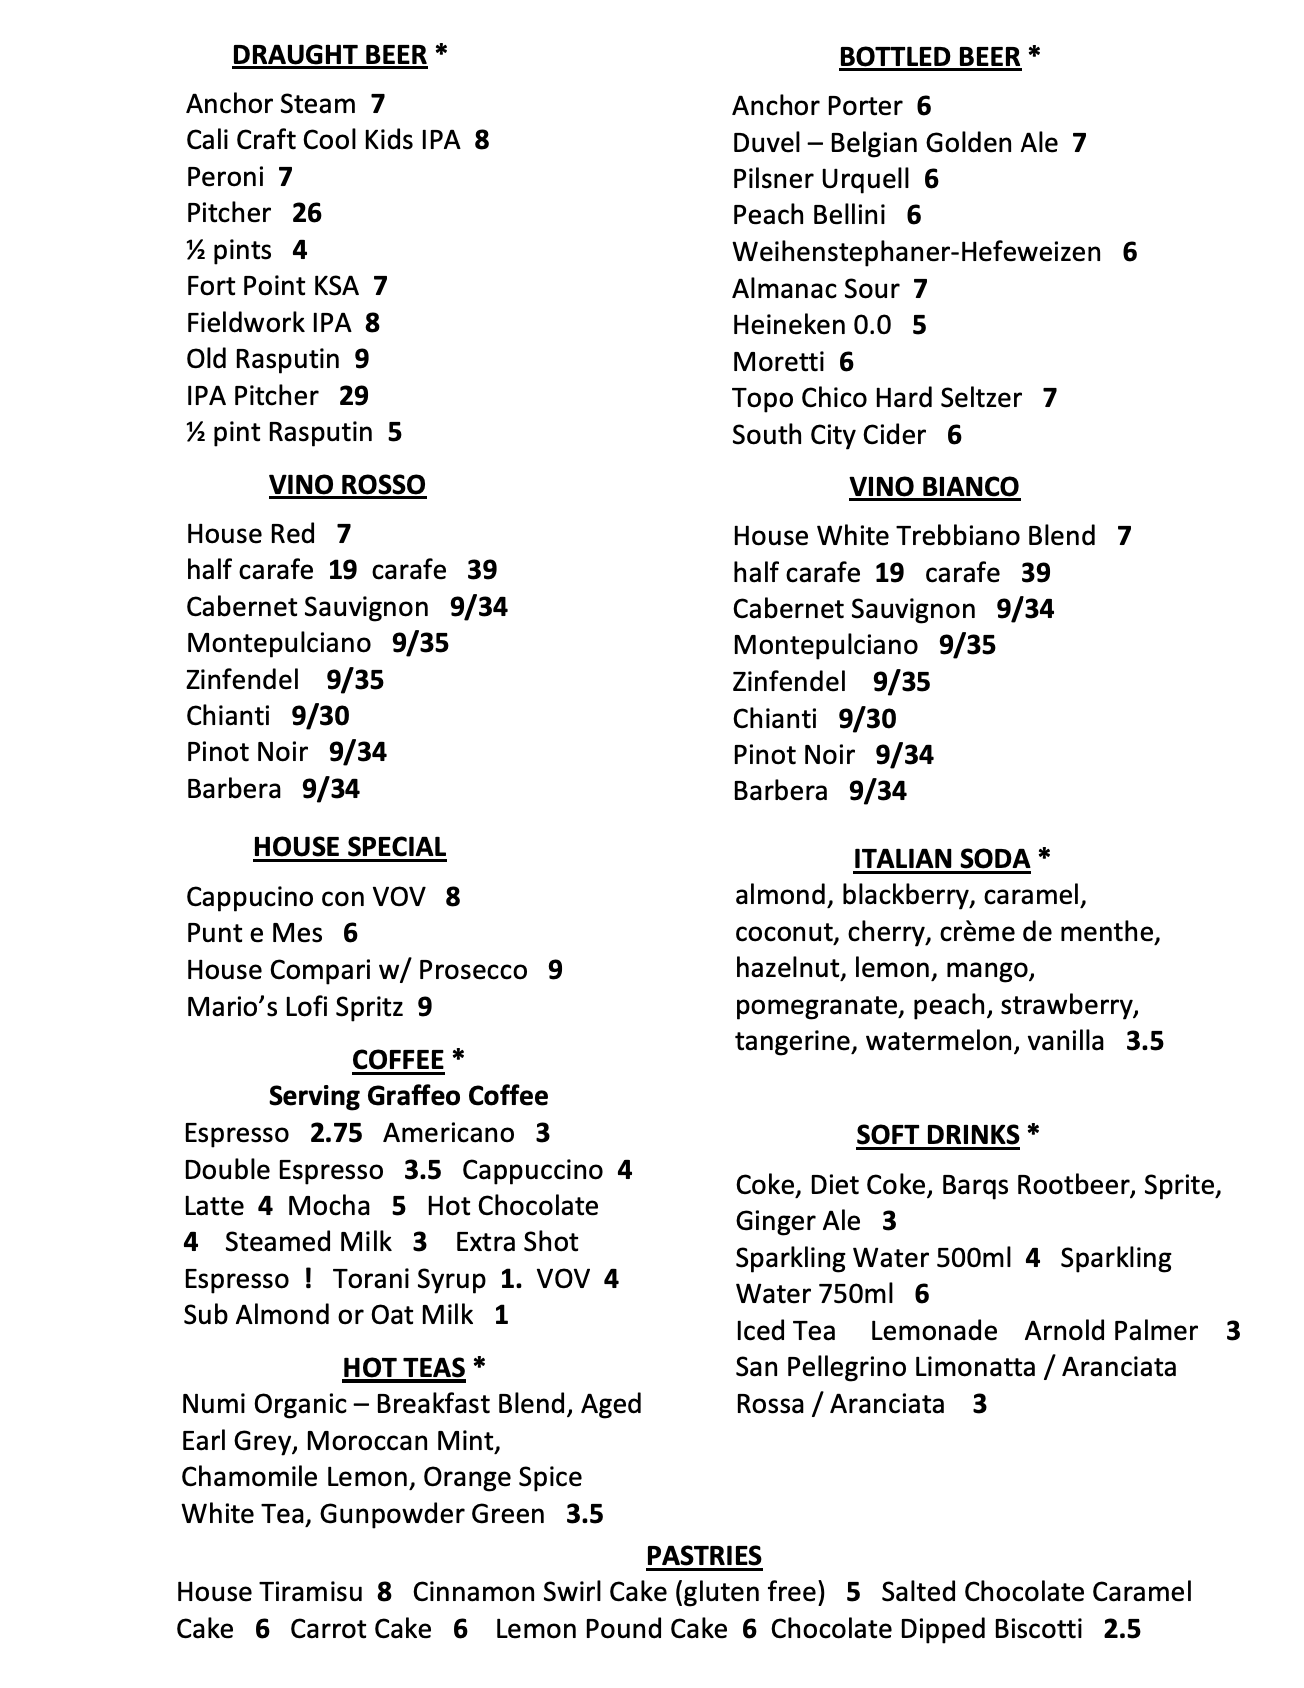 DRAUGHT BEER *
Anchor Steam 7
Cali Craft Cool Kids IPA 8
Peroni 7
Pitcher 26
½ pints 4
Fort Point KSA 7
Fieldwork IPA 8
Old Rasputin 9
IPA Pitcher 29
½ pint Rasputin 5
VINO ROSSO
House Red 7
half carafe 19 carafe 39
Cabernet Sauvignon 9/34
Montepulciano 9/35
Zinfendel 9/35
Chianti 9/30
Pinot Noir 9/34
Barbera 9/34
HOUSE SPECIAL
Cappucino con VOV 8
Punt e Mes 6
House Compari w/ Prosecco 9
Mario’s Lofi Spritz 9
COFFEE *
Serving Graffeo Coffee
Espresso 2.75 Americano 3
Double Espresso 3.5 Cappuccino 4
Latte 4 Mocha 5 Hot Chocolate
4 Steamed Milk 3 Extra Shot
Espresso ! Torani Syrup 1. VOV 4
Sub Almond or Oat Milk 1
HOT TEAS *
Numi Organic – Breakfast Blend, Aged
Earl Grey, Moroccan Mint,
Chamomile Lemon, Orange Spice
White Tea, Gunpowder Green 3.5
BOTTLED BEER *
Anchor Porter 6
Duvel – Belgian Golden Ale 7
Pilsner Urquell 6
Peach Bellini 6
Weihenstephaner-Hefeweizen 6
Almanac Sour 7
Heineken 0.0 5
Moretti 6
Topo Chico Hard Seltzer 7
South City Cider 6
VINO BIANCO
House White Trebbiano Blend 7
half carafe 19 carafe 39
Cabernet Sauvignon 9/34
Montepulciano 9/35
Zinfendel 9/35
Chianti 9/30
Pinot Noir 9/34
Barbera 9/34
ITALIAN SODA *
almond, blackberry, caramel,
coconut, cherry, crème de menthe,
hazelnut, lemon, mango,
pomegranate, peach, strawberry,
tangerine, watermelon, vanilla 3.5
SOFT DRINKS *
Coke, Diet Coke, Barqs Rootbeer, Sprite,
Ginger Ale 3
Sparkling Water 500ml 4 Sparkling
Water 750ml 6
Iced Tea Lemonade Arnold Palmer 3
San Pellegrino Limonatta / Aranciata
Rossa / Aranciata 3
PASTRIES
House Tiramisu 8 Cinnamon Swirl Cake (gluten free) 5 Salted Chocolate Caramel
Cake 6 Carrot Cake 6 Lemon Pound Cake 6 Chocolate Dipped Biscotti 2.5